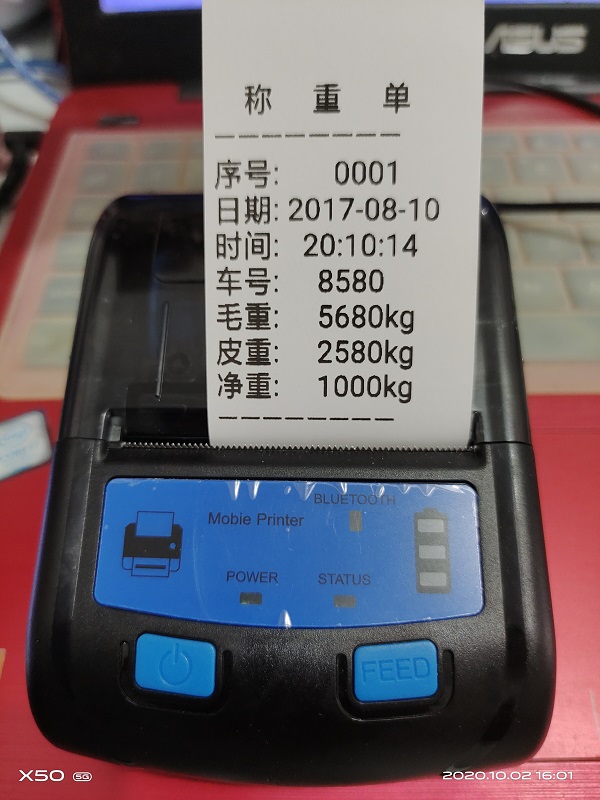 ASUS
称 重 单
序号: 0001
日期: 2017-08-10
时间: 20:10:14
车号: 8580
毛重: 5680kg
皮重: 2580kg
净重: 1000kg
BLUETOOTH
Mobie Printer
POWER STATUS
FEED
X50 5G 2020.10.02 16:01